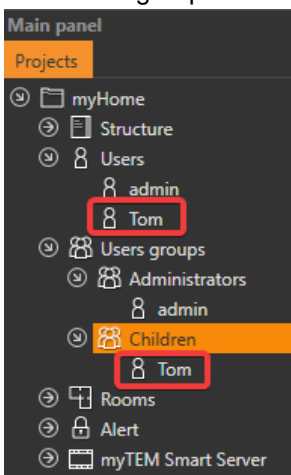 Main panel
Projects
myHome
Structure
Users
admin
Tom
Users groups
Administrators
admin
Children
Tom
Rooms
Alert
myTEM Smart Server